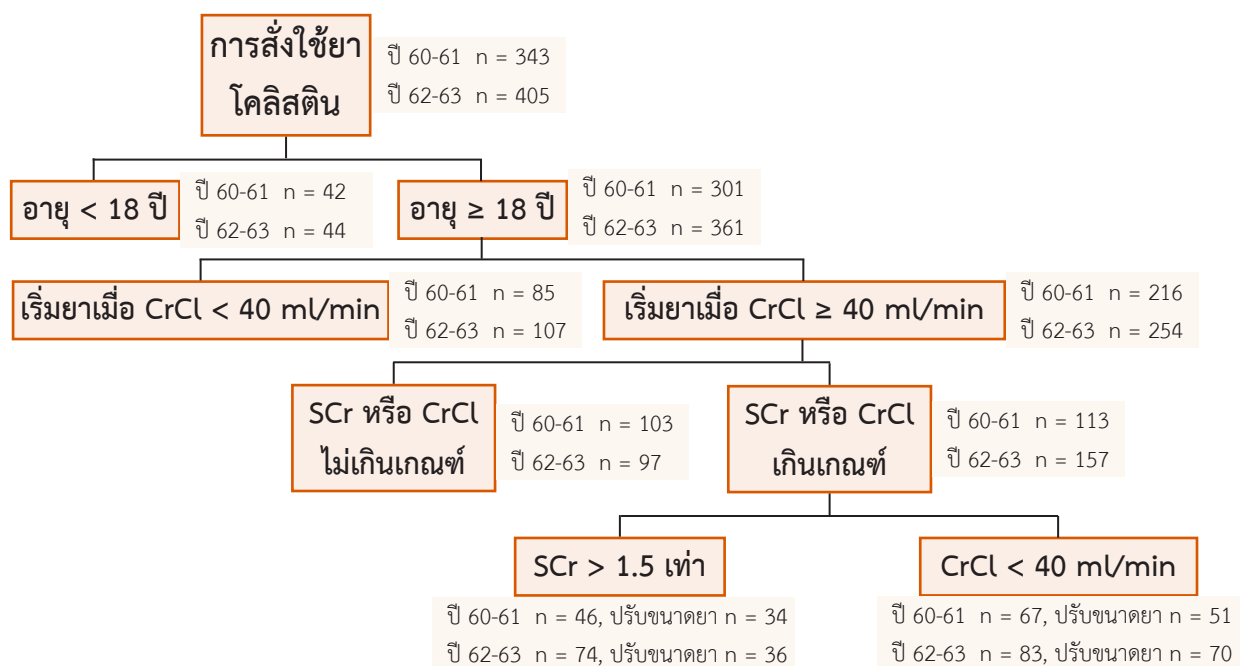 การสั่งใช้ยา
โคลิสติน
ปี 60-61 n = 343
ปี 62-63 n = 405
อายุ < 18 ปี
ปี 60-61 n = 42
ปี 62-63 n = 44
อายุ ≥ 18 ปี
ปี 60-61 n = 301
ปี 62-63 n = 361
เริ่มยาเมื่อ CrCl < 40 ml/min
ปี 60-61 n = 85
ปี 62-63 n = 107
เริ่มยาเมื่อ CrCl ≥ 40 ml/min
ปี 60-61 n = 216
ปี 62-63 n = 254
SCr หรือ CrCl
ไม่เกินเกณฑ์
ปี 60-61 n = 103
ปี 62-63 n = 97
SCr หรือ CrCl
เกินเกณฑ์
ปี 60-61 n = 113
ปี 62-63 n = 157
SCr > 1.5 เท่า
ปี 60-61 n = 46, ปรับขนาดยา n = 34
ปี 62-63 n = 74, ปรับขนาดยา n = 36
CrCl < 40 ml/min
ปี 60-61 n = 67, ปรับขนาดยา n = 51
ปี 62-63 n = 83, ปรับขนาดยา n = 70